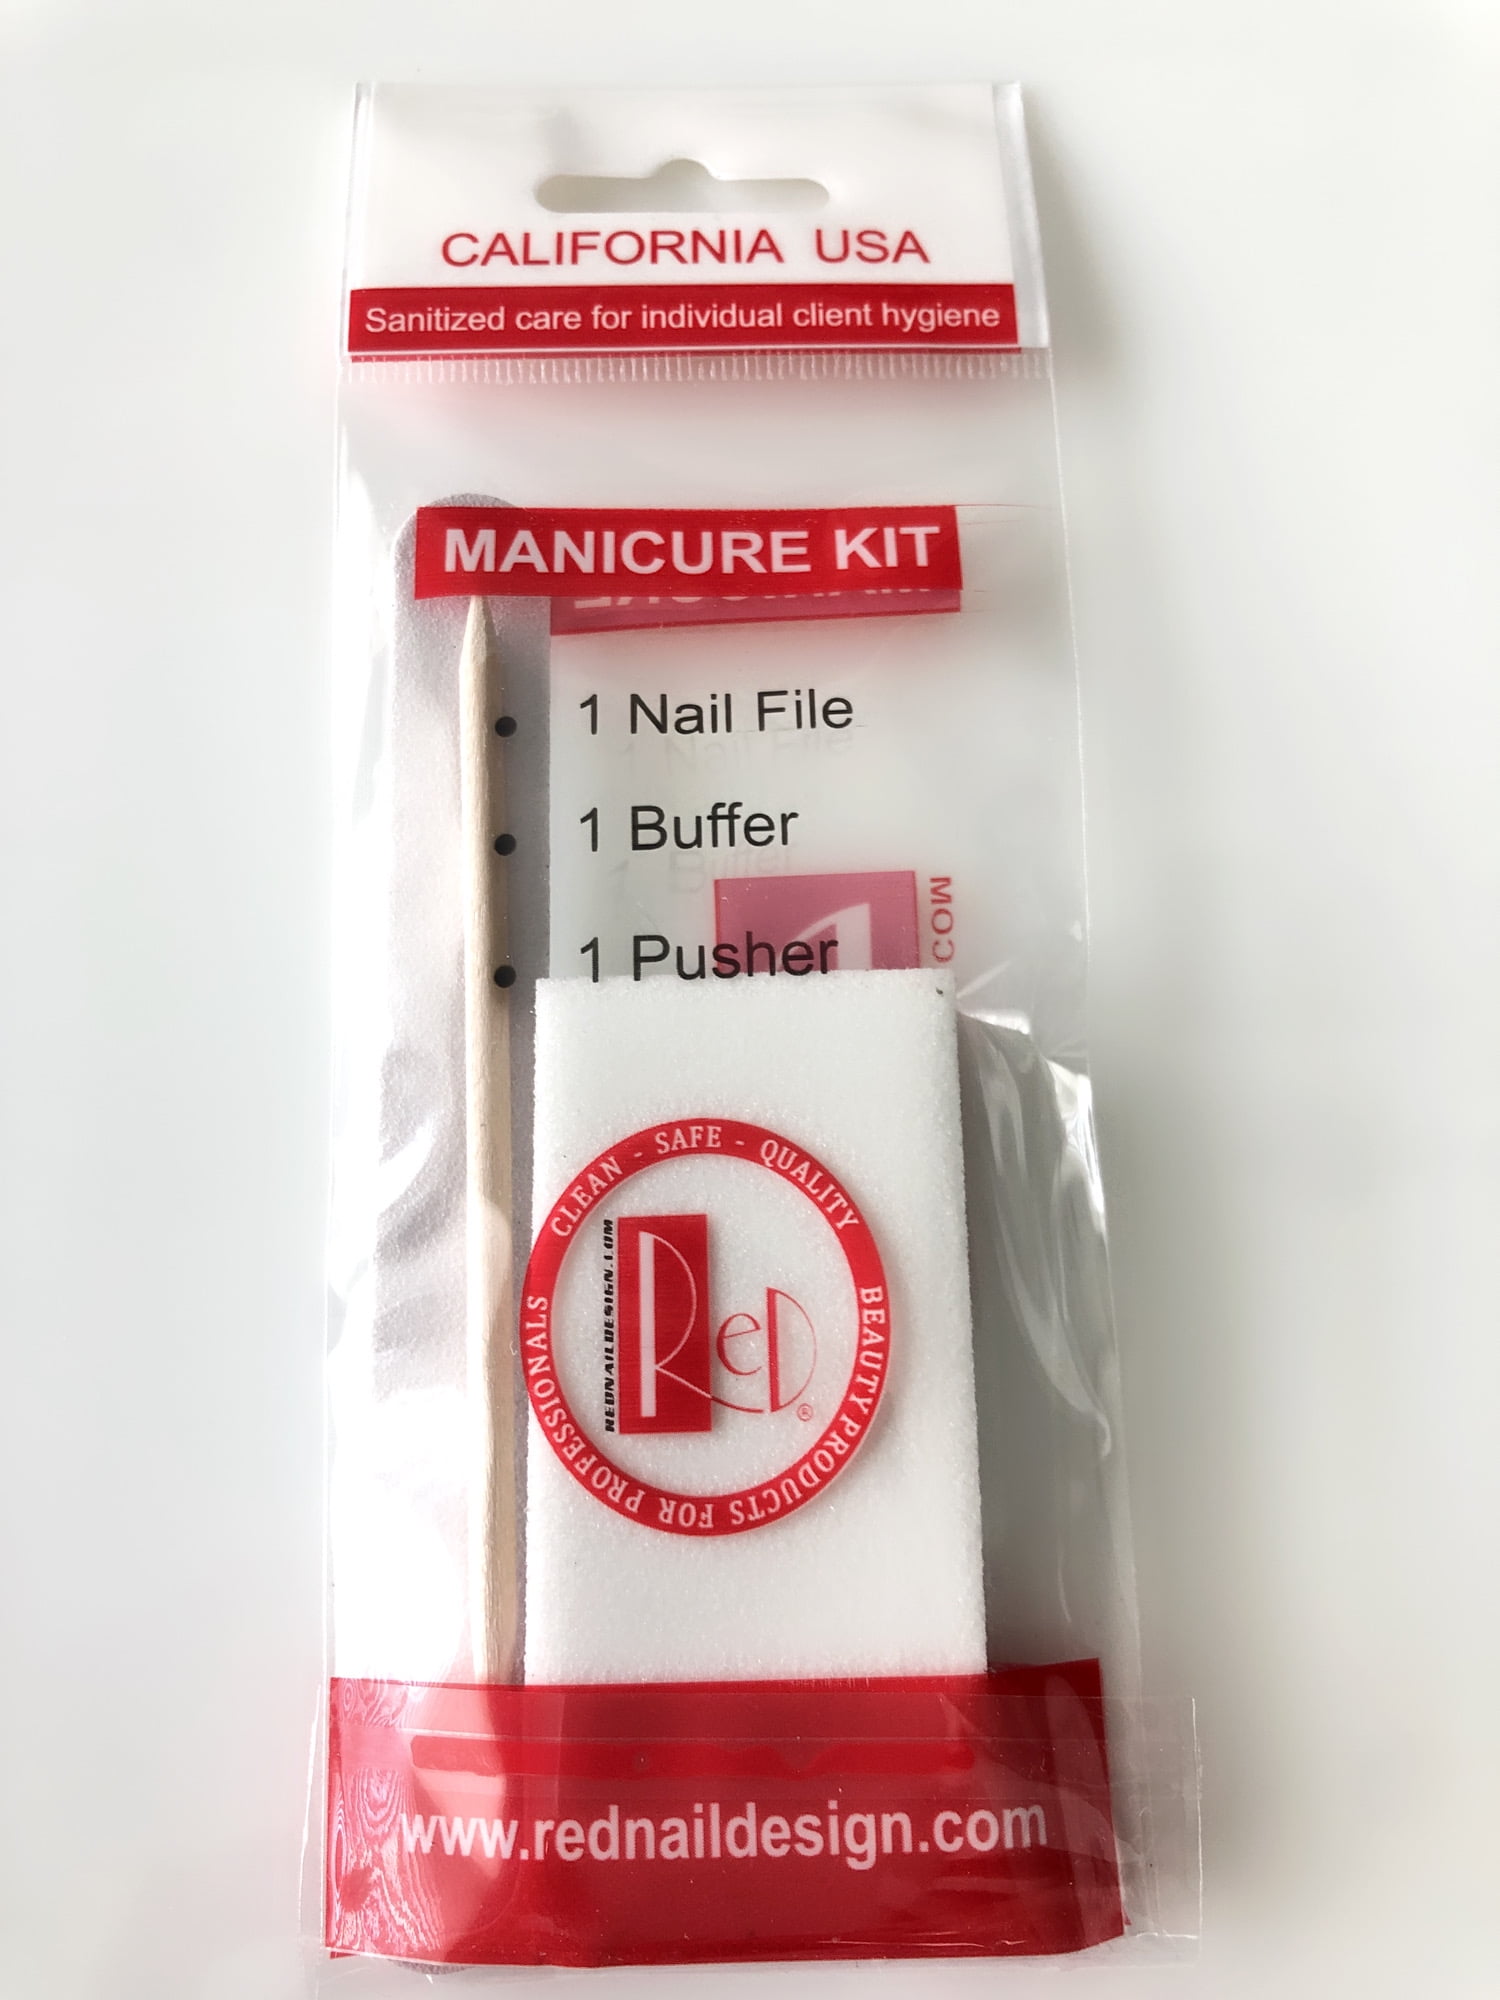 CALIFORNIA USA
Sanitized care for individual client hygiene
MANICURE KIT
• 1 Nail File
• 1 Buffer
• 1 Pusher
COM
CLEAN - SAFE - QUALITY
BEAUTY PRODUCTS FOR PROFESSIONALS
REDNAILDESIGN.COM
ReD®
www.rednaildesign.com